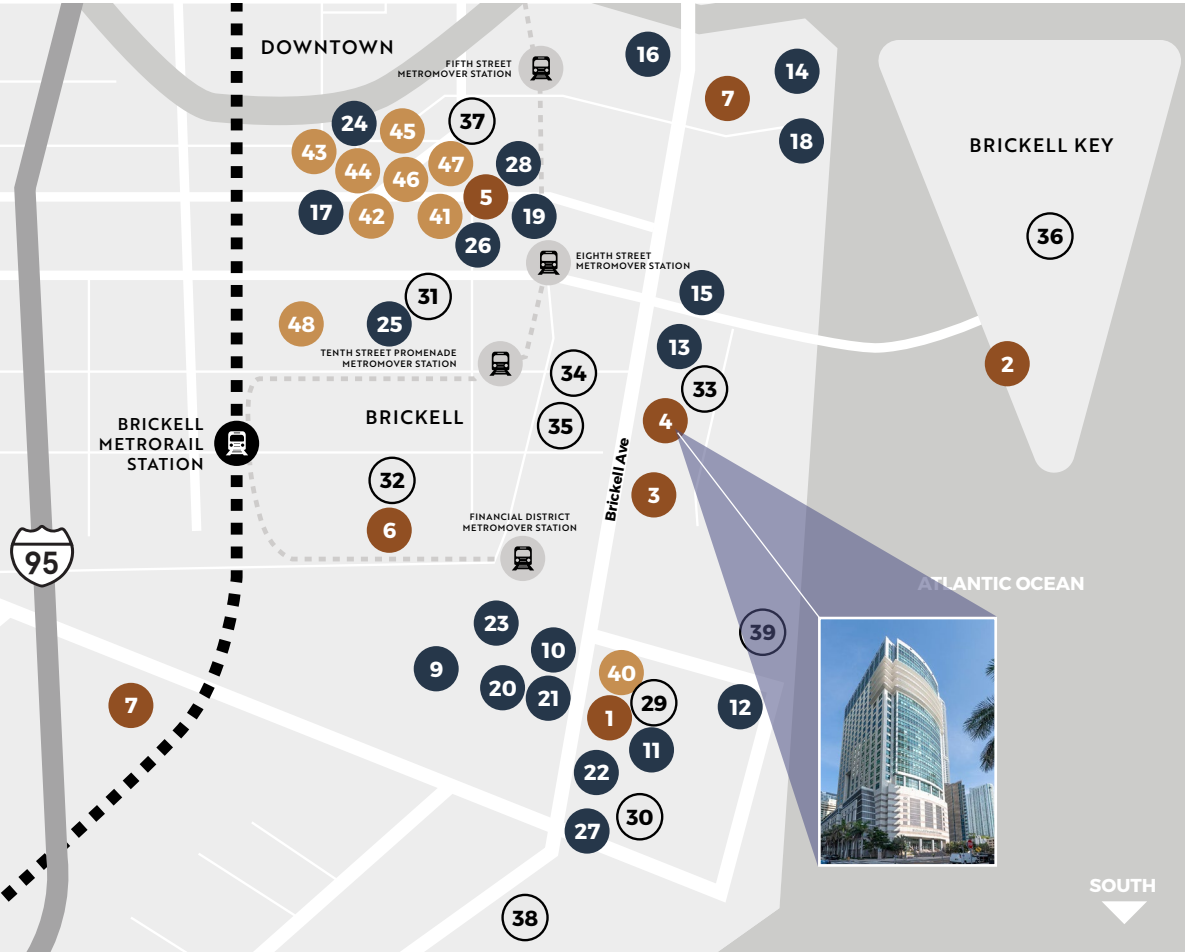 DOWNTOWN
FIFTH STREET
METROMOVER STATION
16
14
7
18
BRICKELL KEY
36
24
45
37
43
44
46
47
28
5
17
42
41
19
26
EIGHTH STREET
METROMOVER STATION
31
15
48
25
13
TENTH STREET PROMENADE
METROMOVER STATION
34
33
2
BRICKELL
35
4
BRICKELL
METRORAIL
STATION
Brickell Ave
32
3
6
FINANCIAL DISTRICT
METROMOVER STATION
95
ATLANTIC OCEAN
23
39
10
9
40
20
21
29
1
12
7
11
22
30
27
SOUTH
38